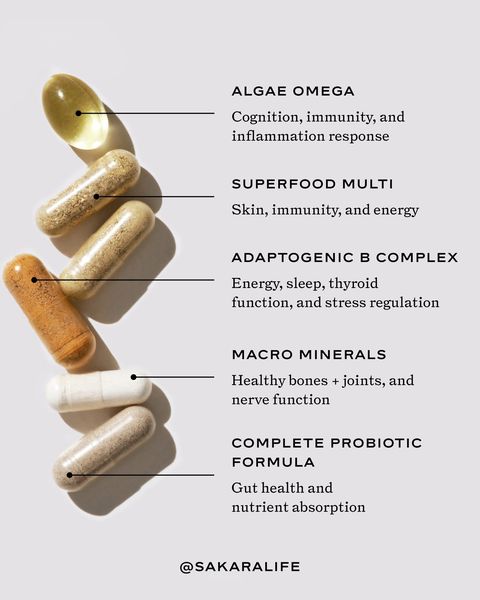 ALGAE OMEGA
Cognition, immunity, and
inflammation response
SUPERFOOD MULTI
Skin, immunity, and energy
ADAPTOGENIC B COMPLEX
Energy, sleep, thyroid
function, and stress regulation
MACRO MINERALS
Healthy bones + joints, and
nerve function
COMPLETE PROBIOTIC
FORMULA
Gut health and
nutrient absorption
@SAKARALIFE